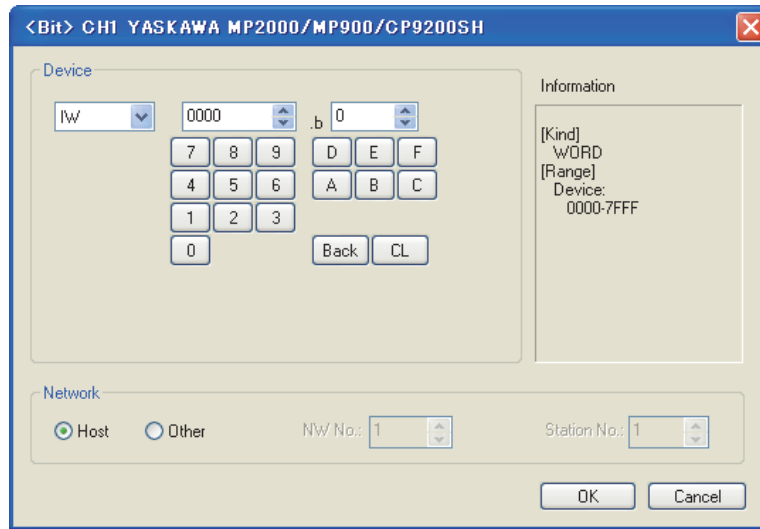 <Bit> CH1 YASKAWA MP2000/MP900/CP9200SH
Device
IW 0000 .b 0
7 8 9 D E F
4 5 6 A B C
1 2 3
0 Back CL
Information
[Kind]
WORD
[Range]
Device:
0000-7FFF
Network
Host Other NW No.: 1 Station No.: 1
OK Cancel